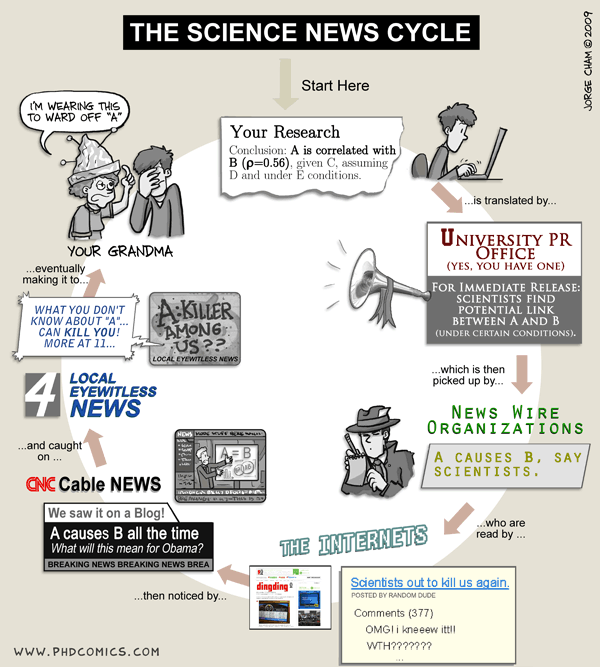 THE SCIENCE NEWS CYCLE
JORGE CHAM © 2009
Start Here
Your Research
Conclusion: A is correlated with
B (ρ=0.56), given C, assuming
D and under E conditions.
...is translated by...
UNIVERSITY PR
OFFICE
(YES, YOU HAVE ONE)
FOR IMMEDIATE RELEASE:
SCIENTISTS FIND
POTENTIAL LINK
BETWEEN A AND B
(UNDER CERTAIN CONDITIONS).
...which is then
picked up by...
NEWS WIRE
ORGANIZATIONS
A CAUSES B, SAY
SCIENTISTS.
...who are
read by ...
THE INTERNETS
dingding
Scientists out to kill us again.
POSTED BY RANDOM DUDE
Comments (377)
OMG! i kneeew itt!!
WTH???????
...
...then noticed by...
CNC Cable NEWS
We saw it on a Blog!
A causes B all the time
What will this mean for Obama?
BREAKING NEWS BREAKING NEWS BREA
NEWS
A = B
...and caught
on ...
4 LOCAL
EYEWITLESS
NEWS
WHAT YOU DON'T
KNOW ABOUT "A"...
CAN KILL YOU!
MORE AT 11...
A: KILLER
AMONG
US??
LOCAL EYEWITLESS NEWS
...eventually
making it to...
YOUR GRANDMA
I'M WEARING THIS
TO WARD OFF "A"
WWW.PHDCOMICS.COM